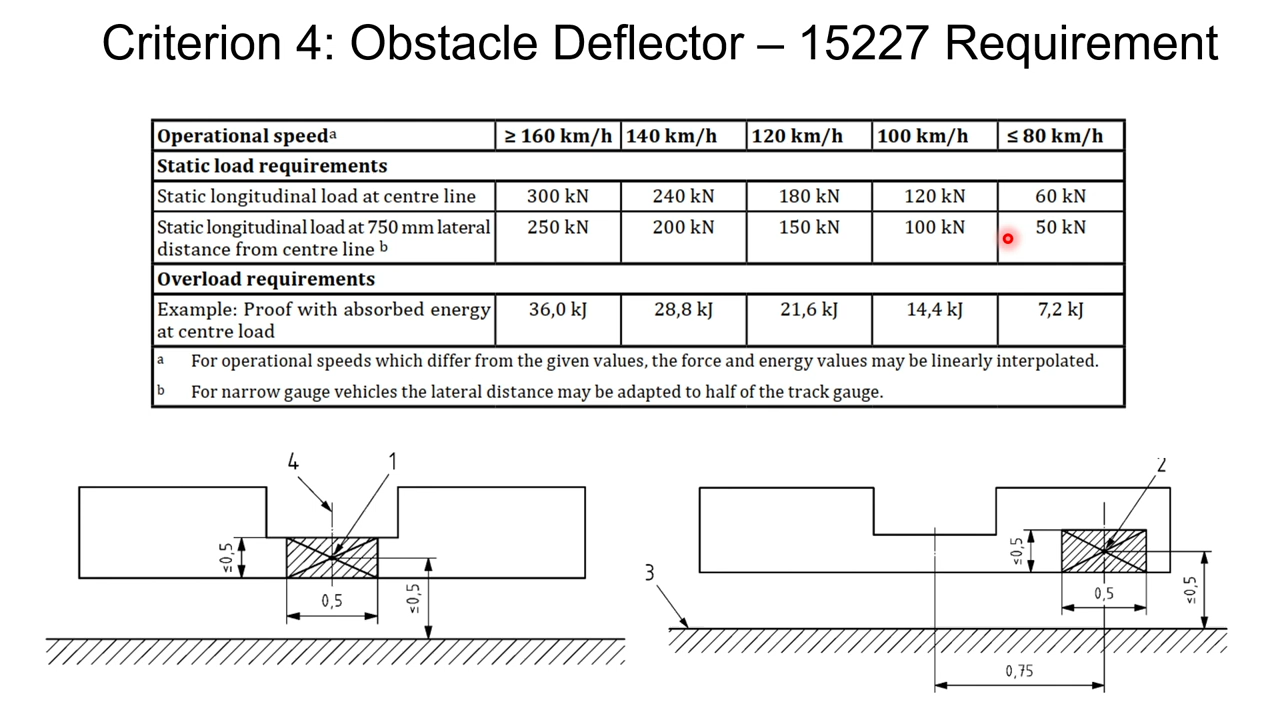 Criterion 4: Obstacle Deflector – 15227 Requirement
Operational speedᵃ ≥ 160 km/h 140 km/h 120 km/h 100 km/h ≤ 80 km/h
Static load requirements
Static longitudinal load at centre line 300 kN 240 kN 180 kN 120 kN 60 kN
Static longitudinal load at 750 mm lateral 250 kN 200 kN 150 kN 100 kN 50 kN
distance from centre line ᵇ
Overload requirements
Example: Proof with absorbed energy 36,0 kJ 28,8 kJ 21,6 kJ 14,4 kJ 7,2 kJ
at centre load
a For operational speeds which differ from the given values, the force and energy values may be linearly interpolated.
b For narrow gauge vehicles the lateral distance may be adapted to half of the track gauge.
4 1
≤0,5
0,5
≤0,5
2
3
≤0,5
0,5
≤0,5
0,75